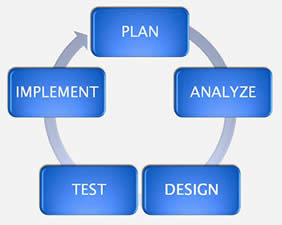 PLAN
ANALYZE
DESIGN
TEST
IMPLEMENT